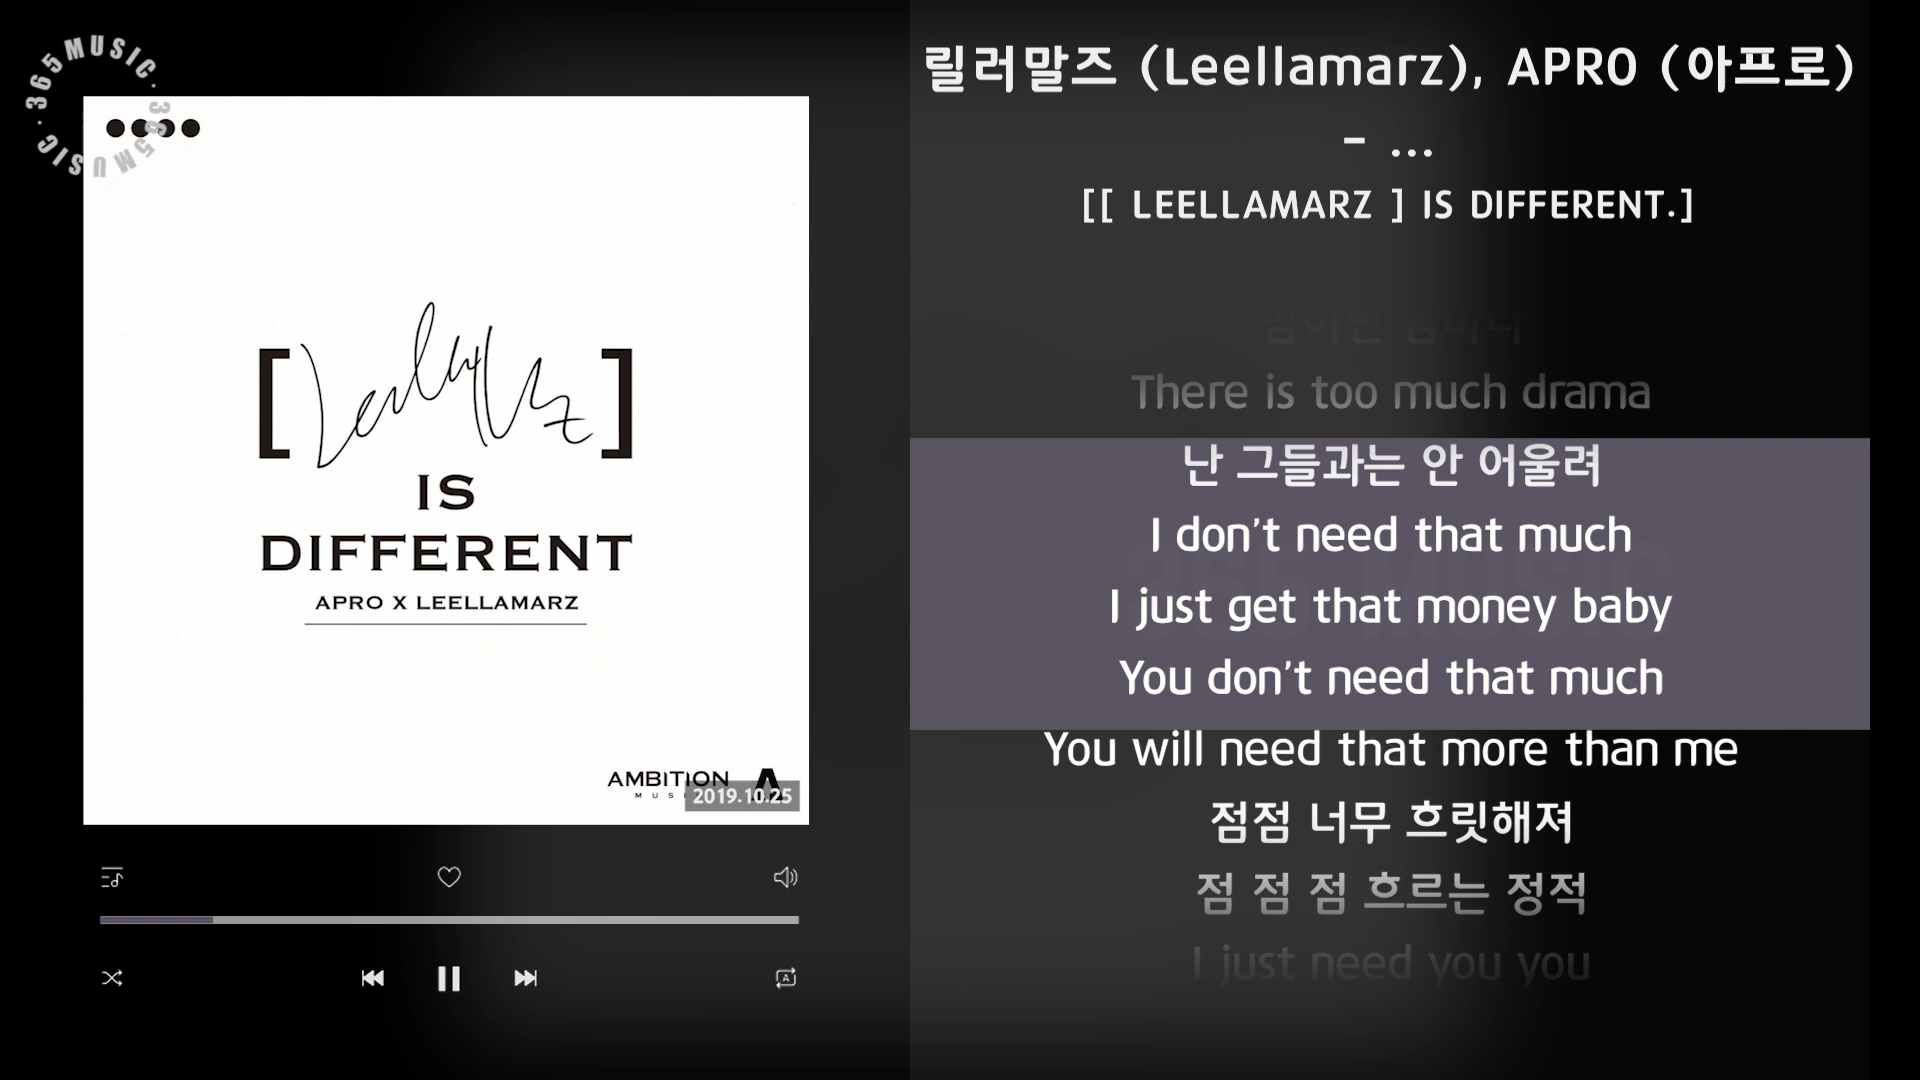 365MUSIC · 365MUSIC ·
[ Leellamarz ]
IS
DIFFERENT
APRO X LEELLAMARZ
AMBITION
2019.10.25
릴러말즈 (Leellamarz), APRO (아프로)
- ...
[[ LEELLAMARZ ] IS DIFFERENT.]
There is too much drama
난 그들과는 안 어울려
I don't need that much
I just get that money baby
You don't need that much
You will need that more than me
점점 너무 흐릿해져
점 점 점 흐르는 정적
I just need you you